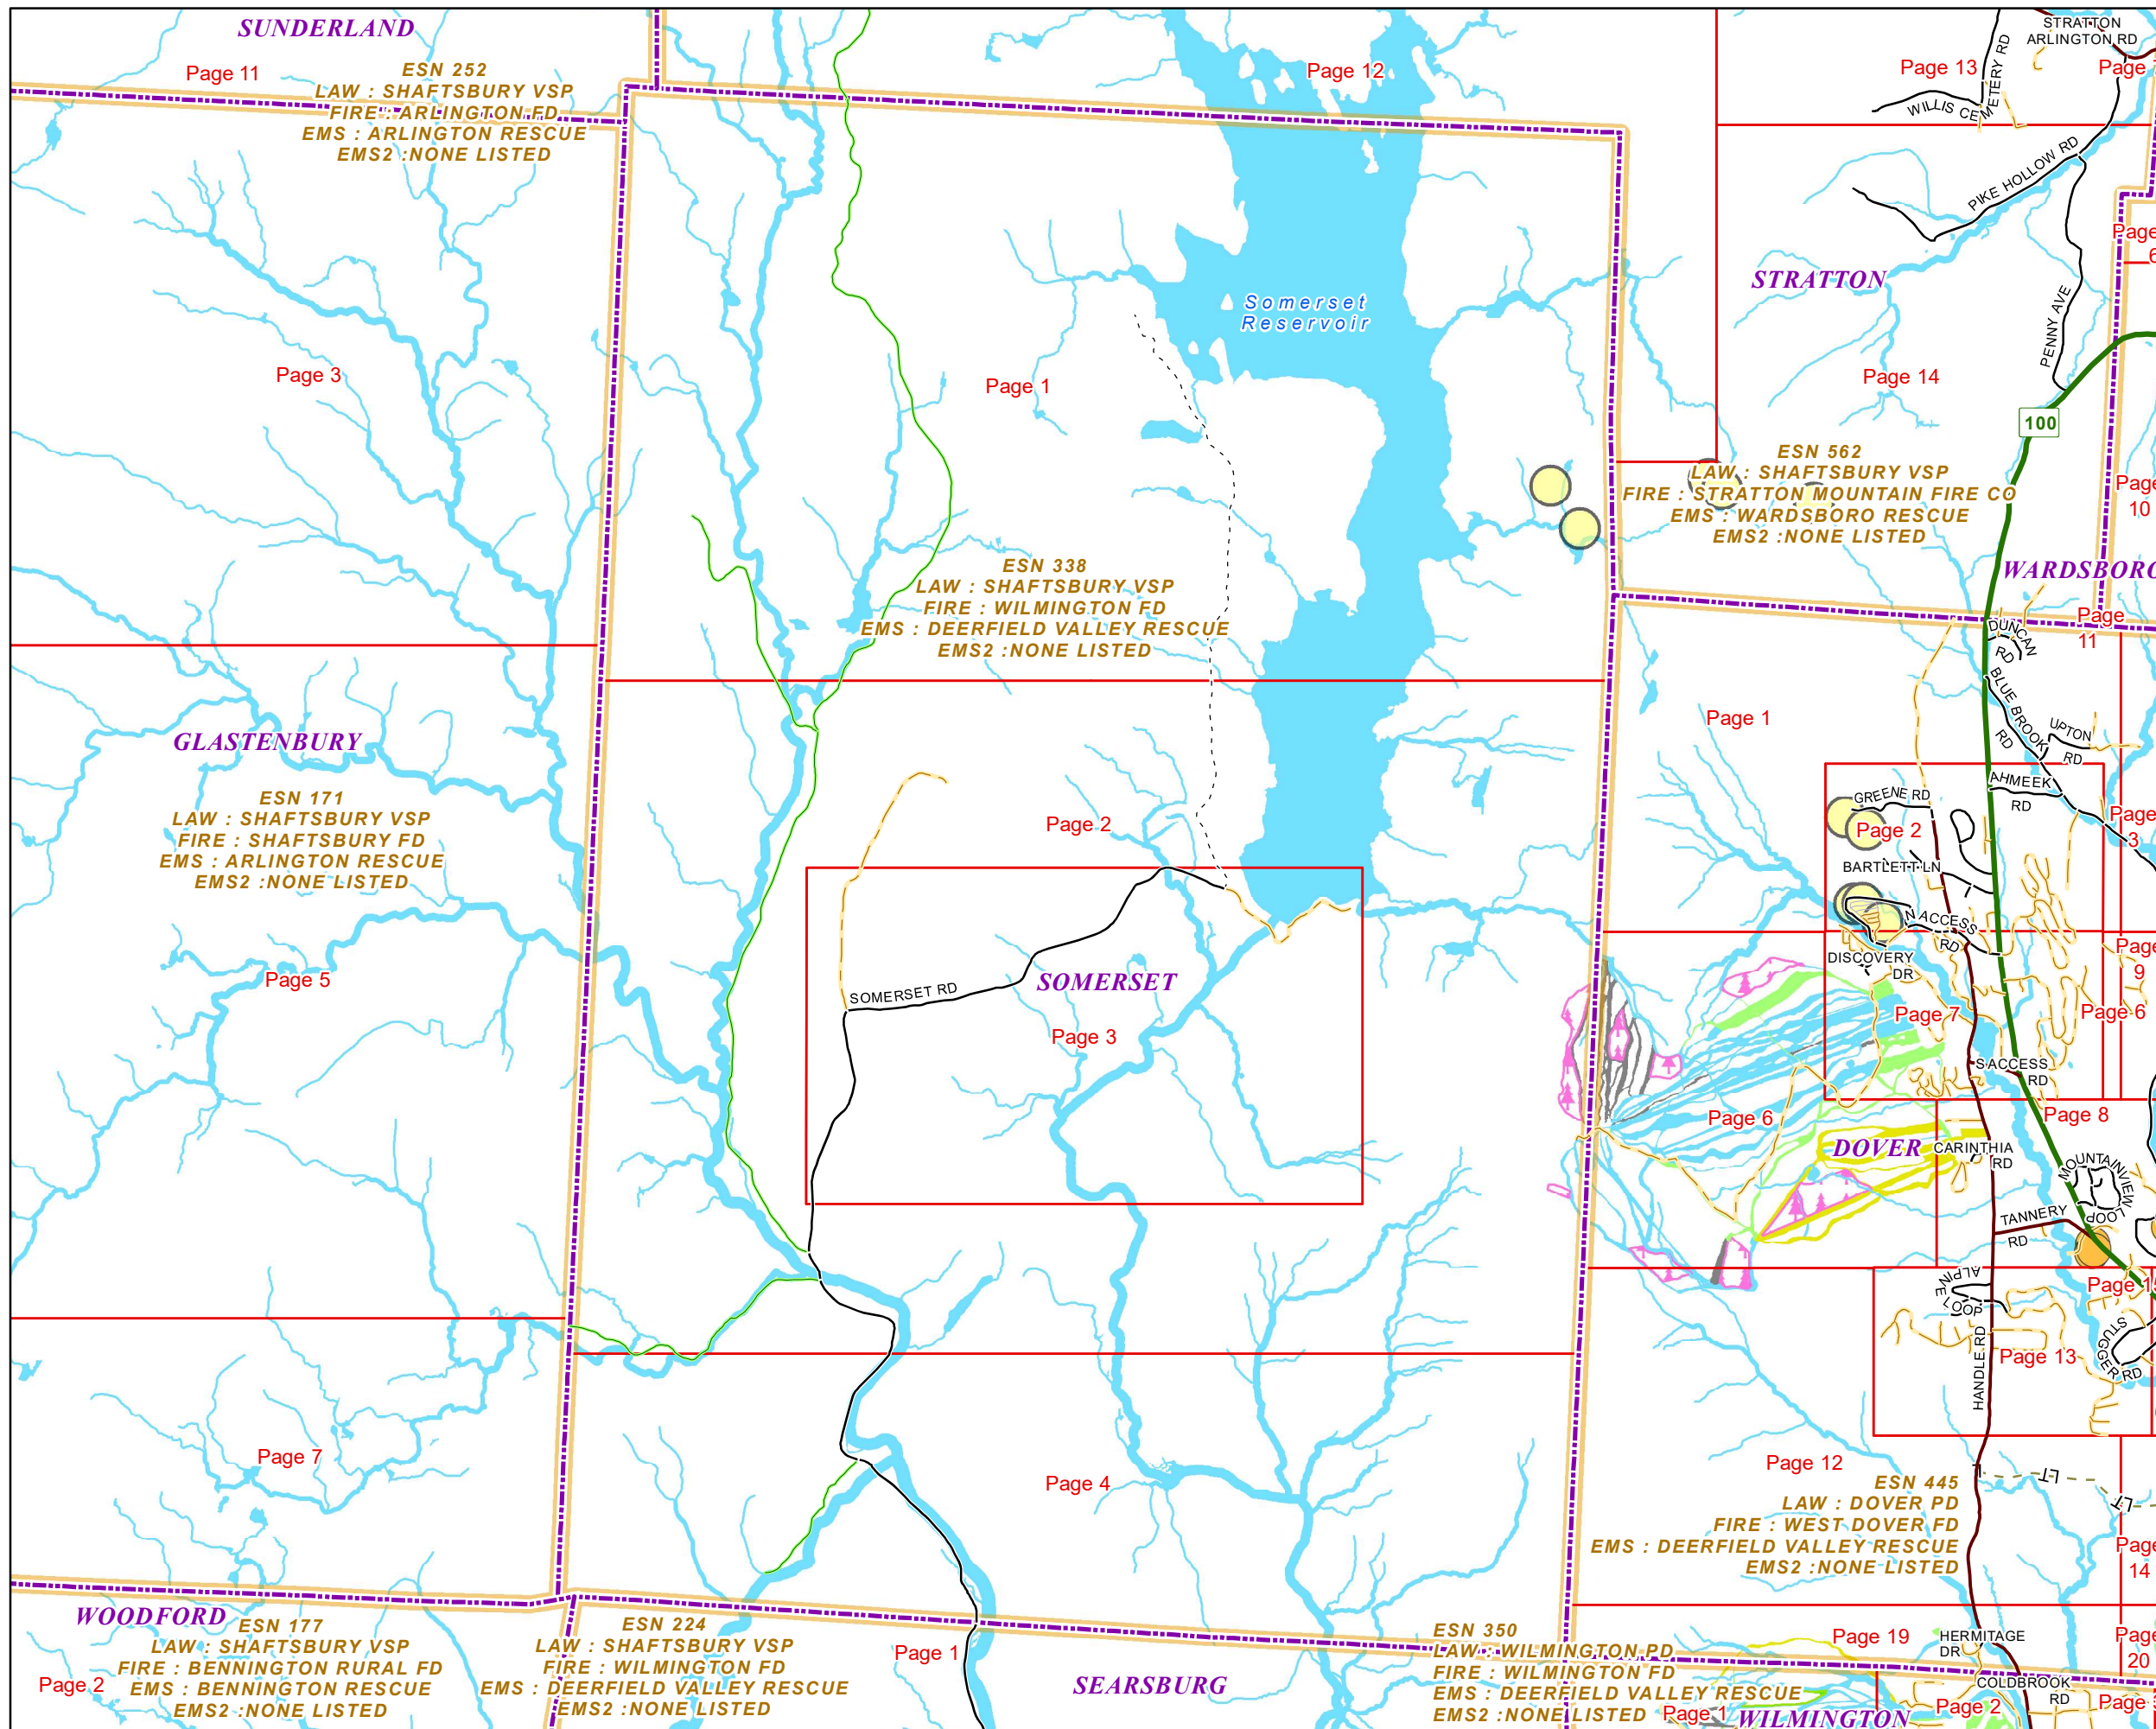 SUNDERLAND
Page 11
ESN 252
LAW : SHAFTSBURY VSP
FIRE : ARLINGTON FD
EMS : ARLINGTON RESCUE
EMS2 :NONE LISTED
Page 12
STRATTON
ARLINGTON RD
Page 13
Page
WILLIS CEMETERY RD
PIKE HOLLOW RD
Page
6
STRATTON
PENNY AVE
Somerset
Reservoir
Page 3
Page 1
Page 14
100
ESN 562
LAW : SHAFTSBURY VSP
FIRE : STRATTON MOUNTAIN FIRE CO
EMS : WARDSBORO RESCUE
EMS2 :NONE LISTED
Page
10
ESN 338
LAW : SHAFTSBURY VSP
FIRE : WILMINGTON FD
EMS : DEERFIELD VALLEY RESCUE
EMS2 :NONE LISTED
WARDSBORO
Page
11
DUNCAN
RD
BLUE BROOK
RD
UPTON
RD
Page 1
AHMEEK
RD
GLASTENBURY
ESN 171
LAW : SHAFTSBURY VSP
FIRE : SHAFTSBURY FD
EMS : ARLINGTON RESCUE
EMS2 :NONE LISTED
Page 2
GREENE RD
Page 2
Page
3
BARTLETT LN
N ACCESS
RD
DISCOVERY
DR
Page
9
Page 5
SOMERSET
SOMERSET RD
Page 3
Page 7
Page 6
S ACCESS
RD
Page 6
Page 8
DOVER
CARINTHIA
RD
MOUNTAINVIEW
LOOP
TANNERY
RD
ALPINE
LOOP
Page 15
STUGGER RD
HANDLE RD
Page 13
Page 7
Page 4
Page 12
LT
LT
ESN 445
LAW : DOVER PD
FIRE : WEST DOVER FD
EMS : DEERFIELD VALLEY RESCUE
EMS2 :NONE LISTED
Page
14
WOODFORD
ESN 177
LAW : SHAFTSBURY VSP
FIRE : BENNINGTON RURAL FD
EMS : BENNINGTON RESCUE
EMS2 :NONE LISTED
Page 2
ESN 224
LAW : SHAFTSBURY VSP
FIRE : WILMINGTON FD
EMS : DEERFIELD VALLEY RESCUE
EMS2 :NONE LISTED
Page 1
SEARSBURG
ESN 350
LAW : WILMINGTON PD
FIRE : WILMINGTON FD
EMS : DEERFIELD VALLEY RESCUE
EMS2 :NONE LISTED
Page 1
WILMINGTON
Page 19
HERMITAGE
DR
Page
20
COLDBROOK
RD
Page 2
Page